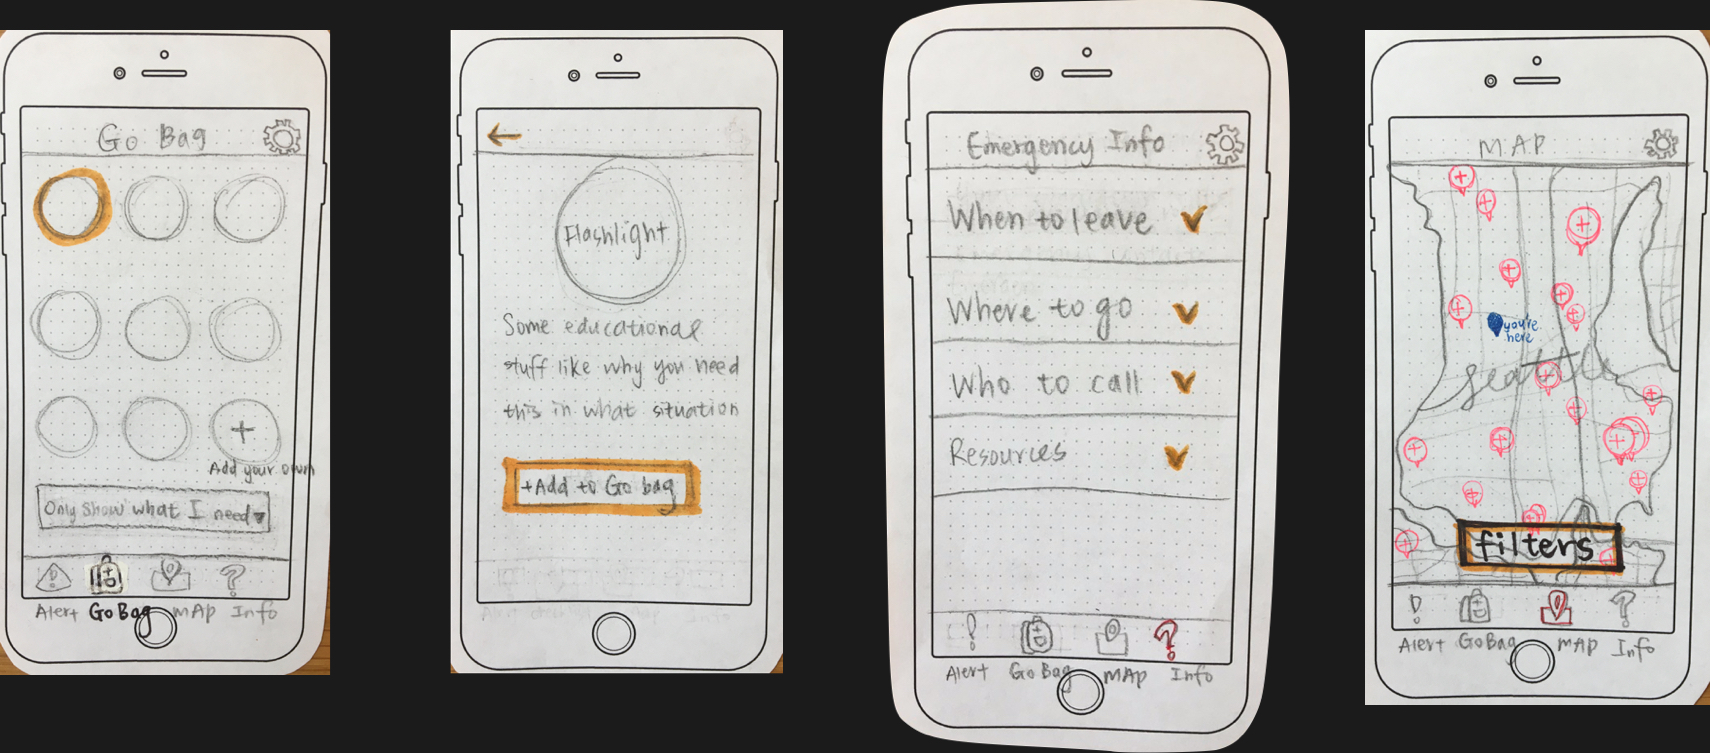 Go Bag
+
Add your own
Only show what I need
Alert
Go Bag
mAp
Info
Flashlight
Some educational
stuff like why you need
this in what situation
+Add to Go bag
Emergency Info
When to leave
Where to go
Who to call
Resources
Alert
Go Bag
mAp
Info
MAP
you're
here
Seattle
filters
Alert
Go Bag
mAp
Info